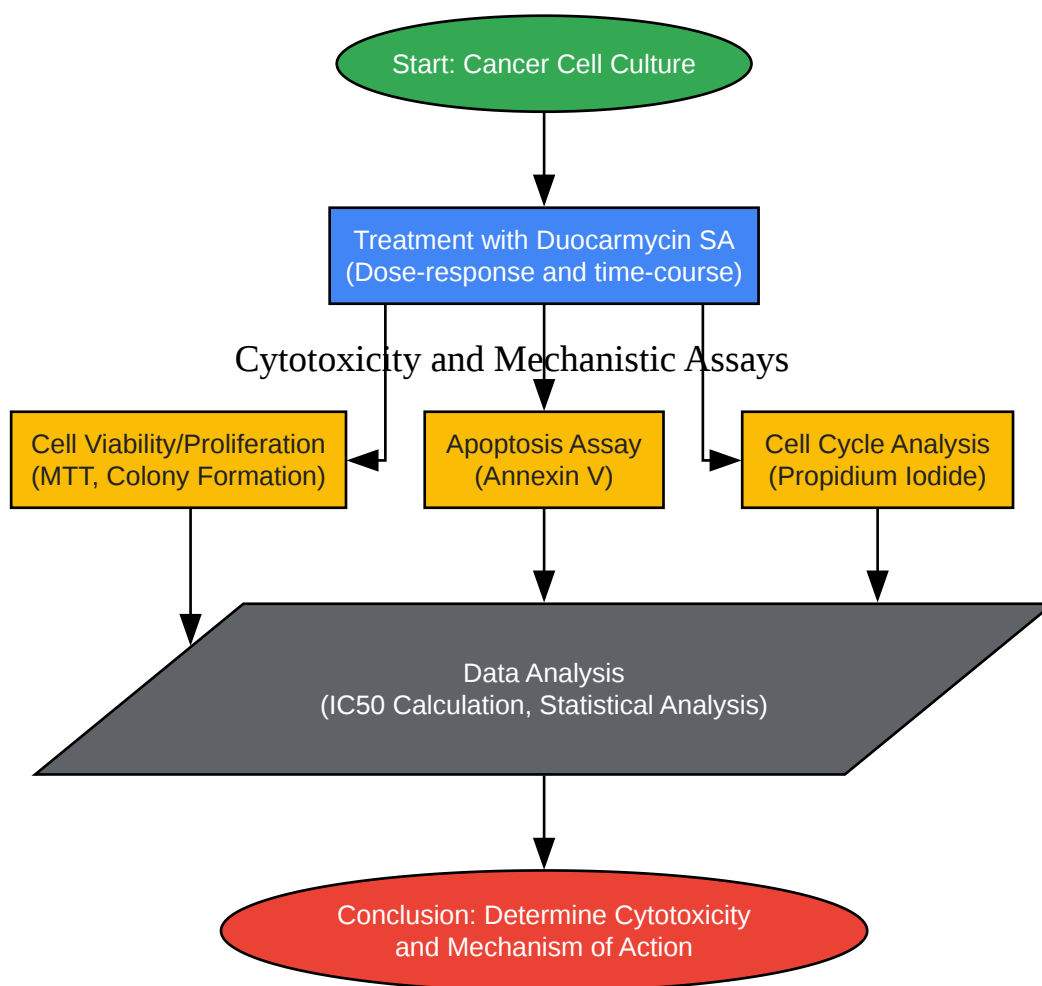 Start: Cancer Cell Culture
Treatment with Duocarmycin SA
(Dose-response and time-course)
Cytotoxicity and Mechanistic Assays
Cell Viability/Proliferation
(MTT, Colony Formation)
Apoptosis Assay
(Annexin V)
Cell Cycle Analysis
(Propidium Iodide)
Data Analysis
(IC50 Calculation, Statistical Analysis)
Conclusion: Determine Cytotoxicity
and Mechanism of Action